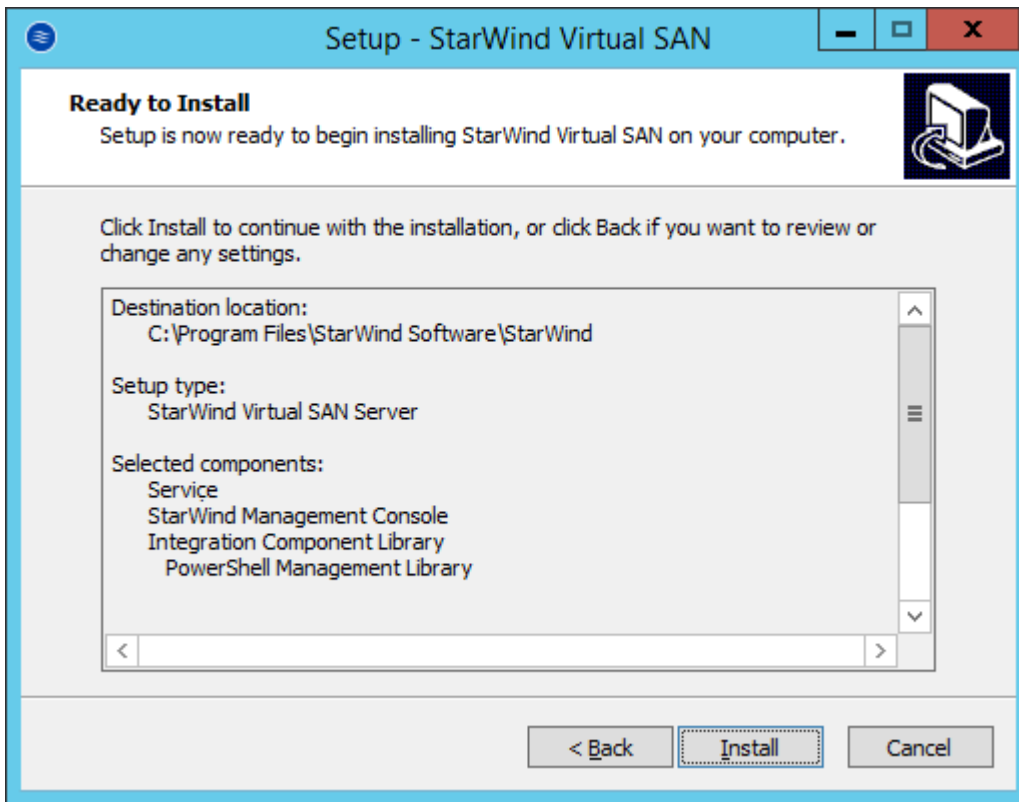 Setup - StarWind Virtual SAN
Ready to Install
Setup is now ready to begin installing StarWind Virtual SAN on your computer.
Click Install to continue with the installation, or click Back if you want to review or
change any settings.
Destination location:
C:\Program Files\StarWind Software\StarWind
Setup type:
StarWind Virtual SAN Server
Selected components:
Service
StarWind Management Console
Integration Component Library
PowerShell Management Library
< Back
Install
Cancel